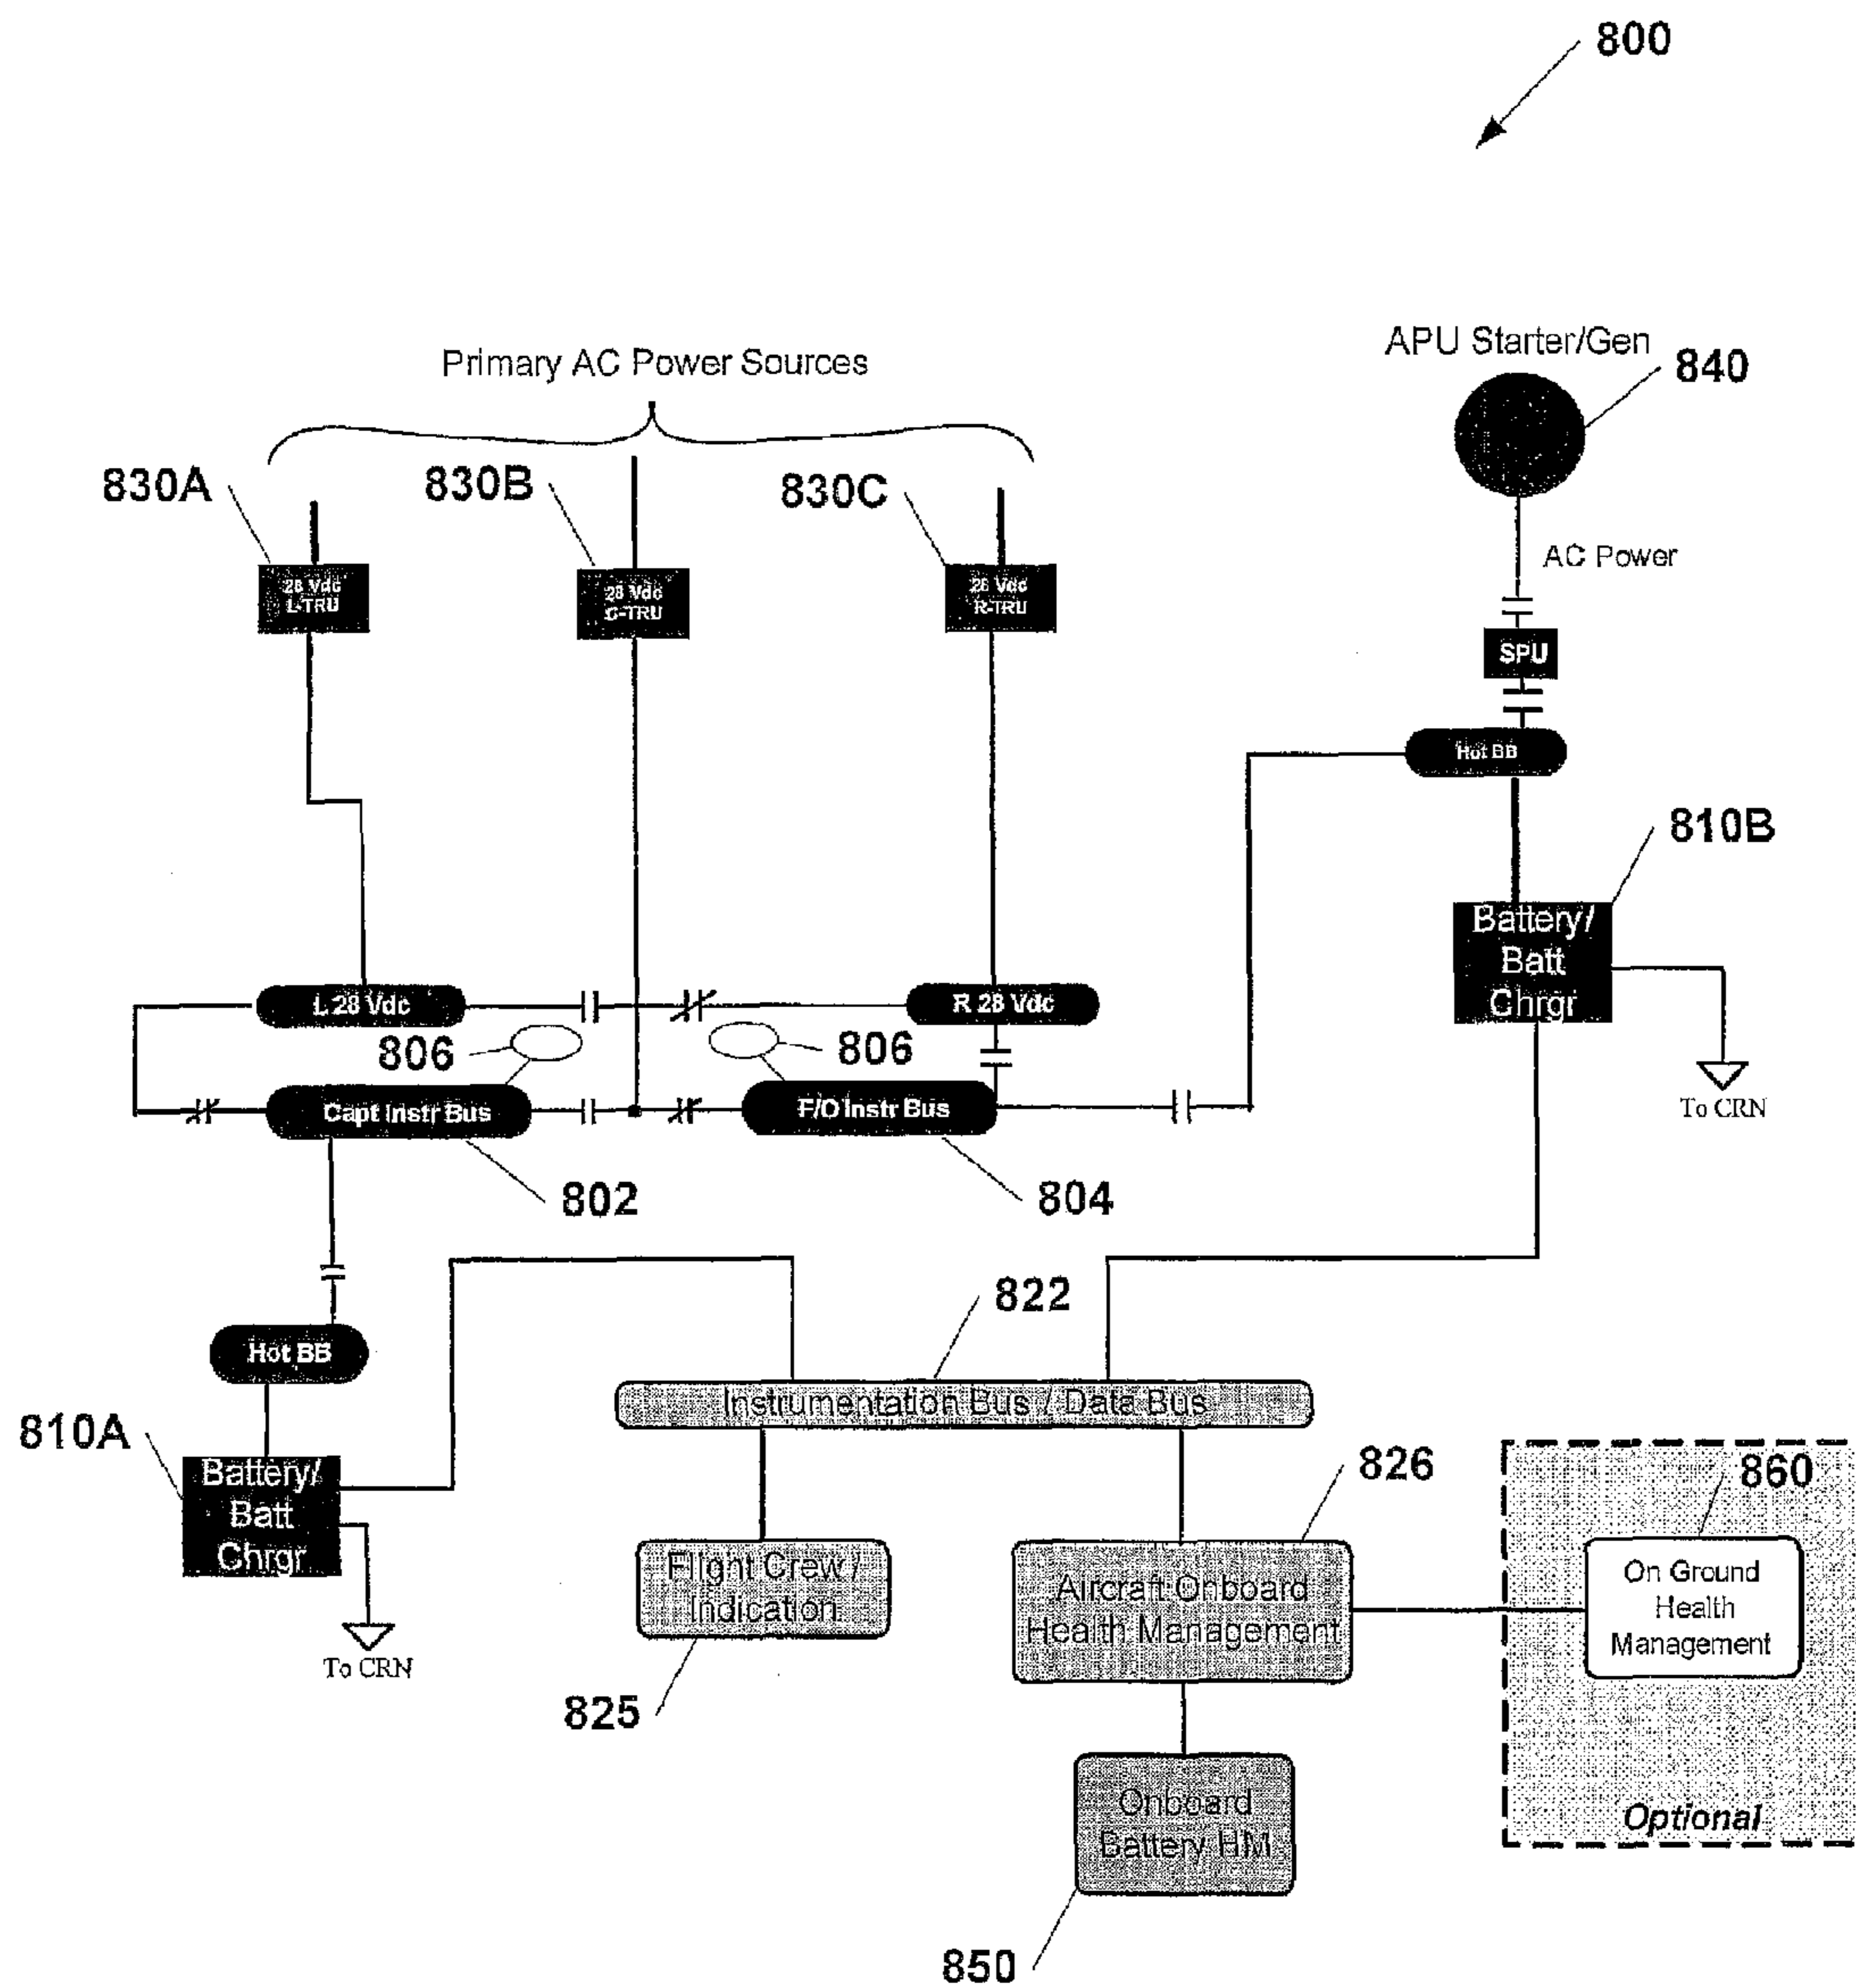 800
Primary AC Power Sources
APU Starter/Gen
840
830A
830B
830C
AC Power
28 Vdc
L-TRU
28 Vdc
C-TRU
28 Vdc
R-TRU
SPU
Hot BB
810B
Battery/
Batt
Chrgr
L 28 Vdc
R 28 Vdc
806
806
To CRN
Capt Instr Bus
F/O Instr Bus
802
804
822
Hot BB
Instrumentation Bus / Data Bus
810A
Battery/
Batt
Chrgr
826
860
Flight Crew /
Indication
Aircraft Onboard
Health Management
On Ground
Health
Management
To CRN
825
Onboard
Battery HM
Optional
850